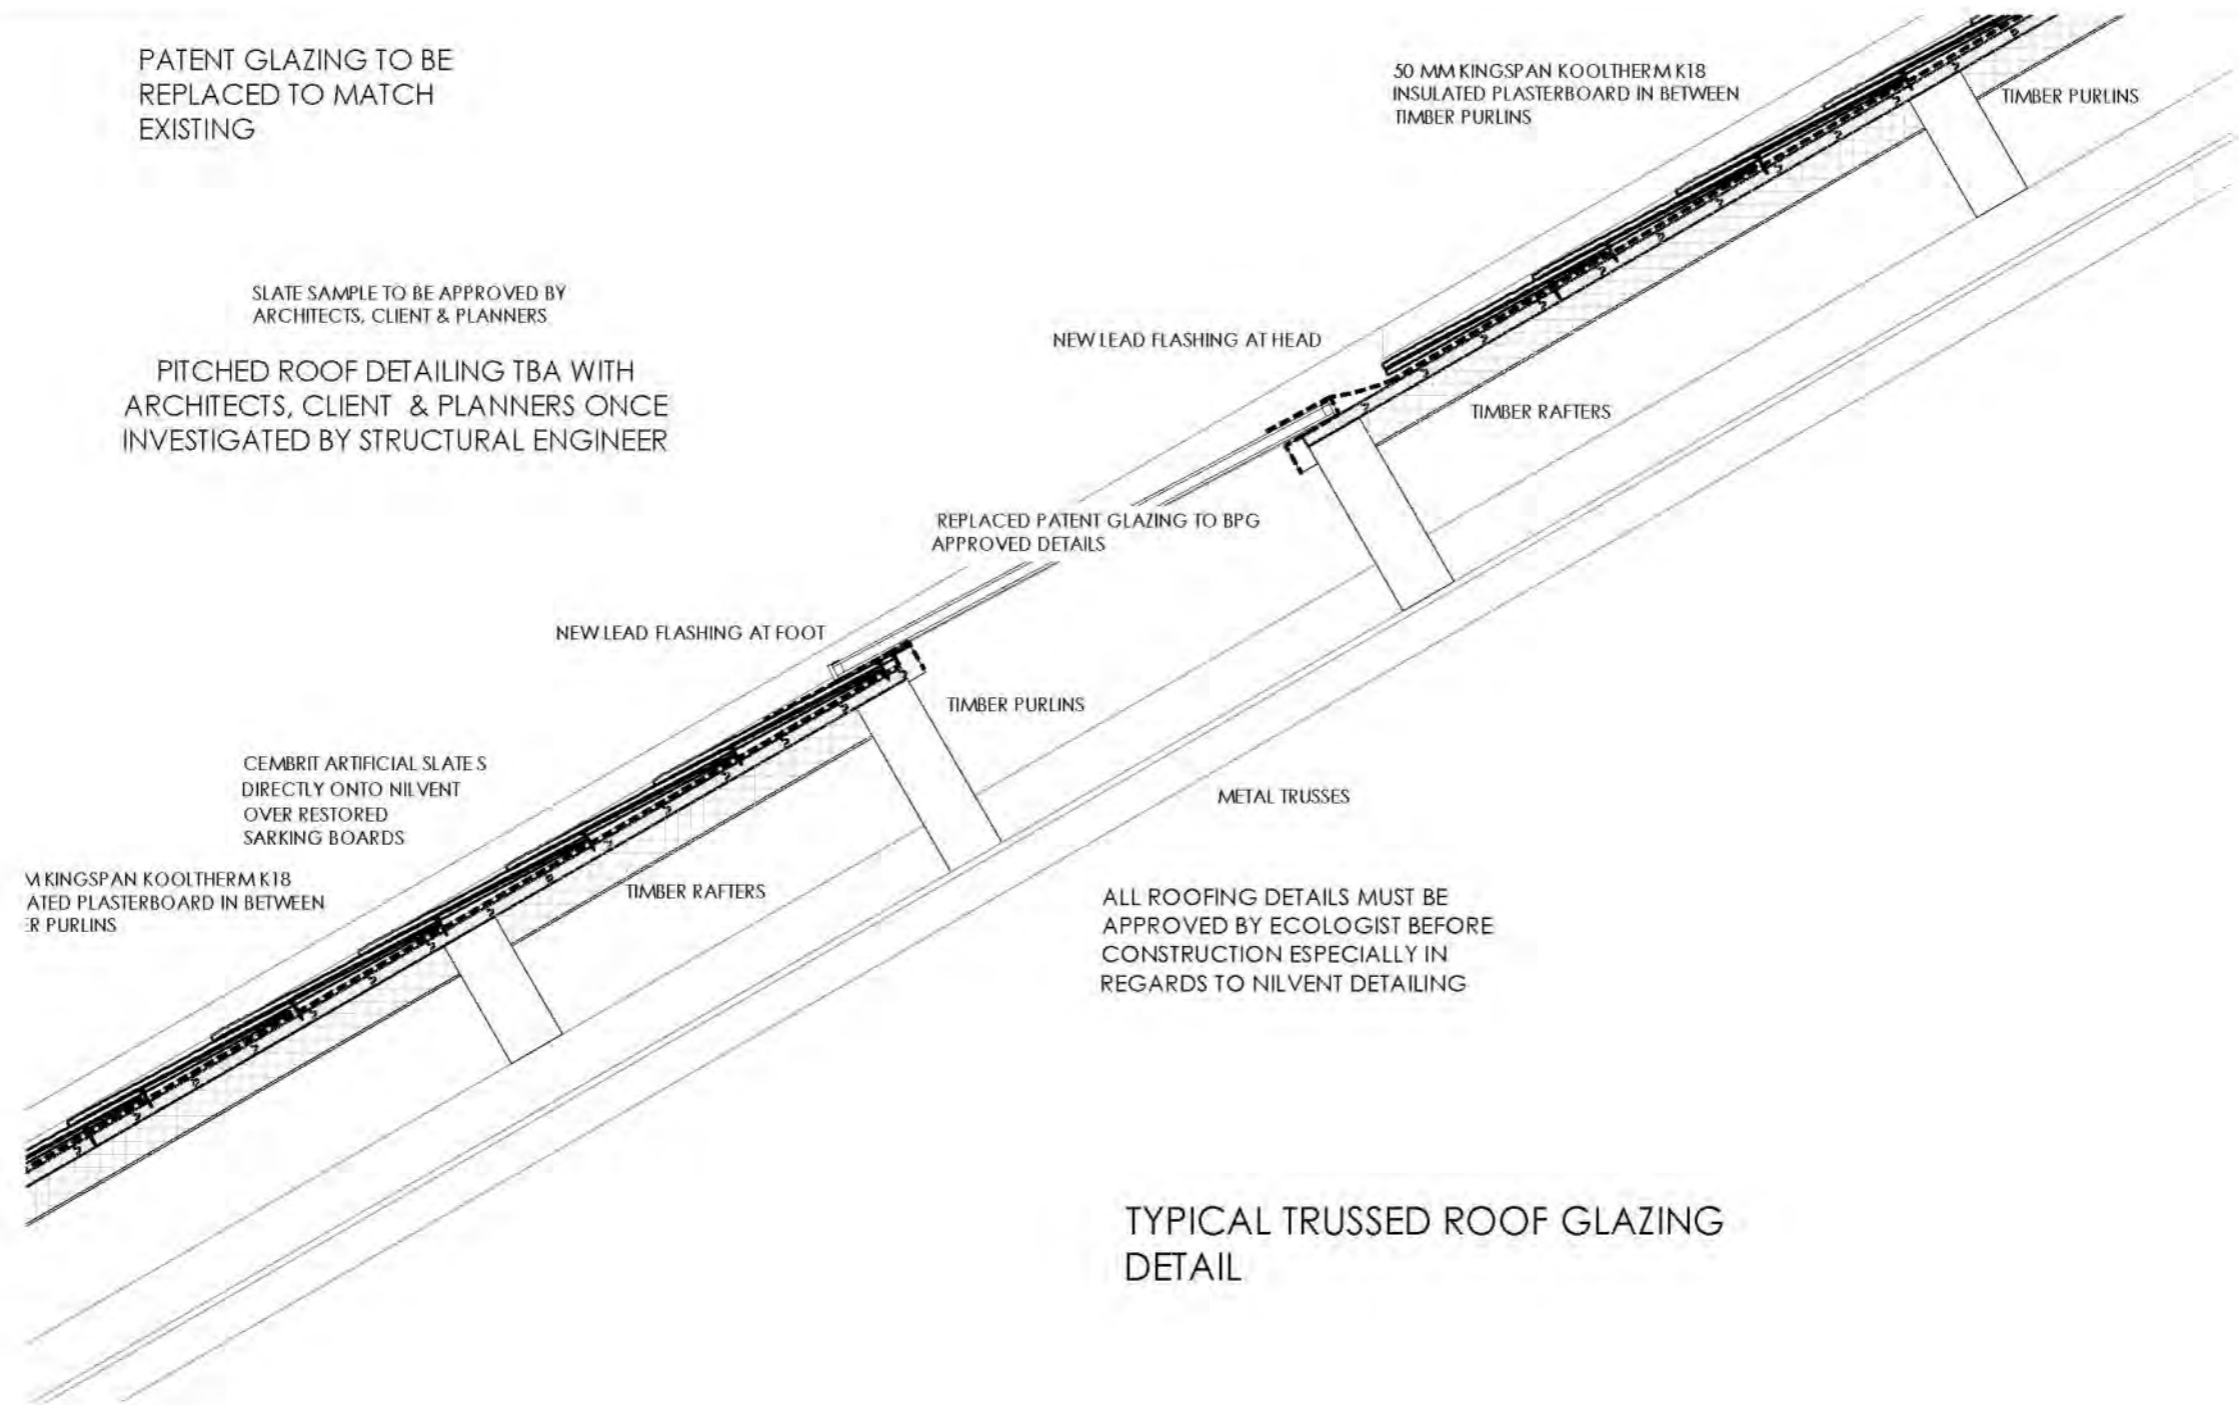 PATENT GLAZING TO BE
REPLACED TO MATCH
EXISTING
50 MM KINGSPAN KOOLTHERM K18
INSULATED PLASTERBOARD IN BETWEEN
TIMBER PURLINS
TIMBER PURLINS
SLATE SAMPLE TO BE APPROVED BY
ARCHITECTS, CLIENT & PLANNERS
NEW LEAD FLASHING AT HEAD
PITCHED ROOF DETAILING TBA WITH
ARCHITECTS, CLIENT & PLANNERS ONCE
INVESTIGATED BY STRUCTURAL ENGINEER
TIMBER RAFTERS
REPLACED PATENT GLAZING TO BPG
APPROVED DETAILS
NEW LEAD FLASHING AT FOOT
TIMBER PURLINS
CEMBRIT ARTIFICIAL SLATE S
DIRECTLY ONTO NILVENT
OVER RESTORED
SARKING BOARDS
METAL TRUSSES
M KINGSPAN KOOLTHERM K18
ATED PLASTERBOARD IN BETWEEN
R PURLINS
TIMBER RAFTERS
ALL ROOFING DETAILS MUST BE
APPROVED BY ECOLOGIST BEFORE
CONSTRUCTION ESPECIALLY IN
REGARDS TO NILVENT DETAILING
TYPICAL TRUSSED ROOF GLAZING
DETAIL